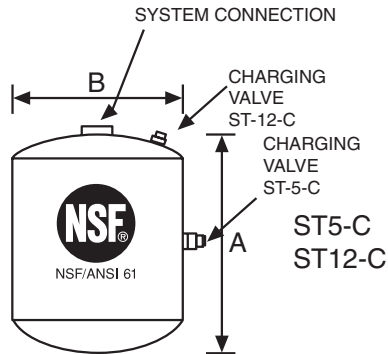 SYSTEM CONNECTION
B
CHARGING
VALVE
ST-12-C
CHARGING
VALVE
ST-5-C
A
ST5-C
ST12-C
NSF®
NSF/ANSI 61